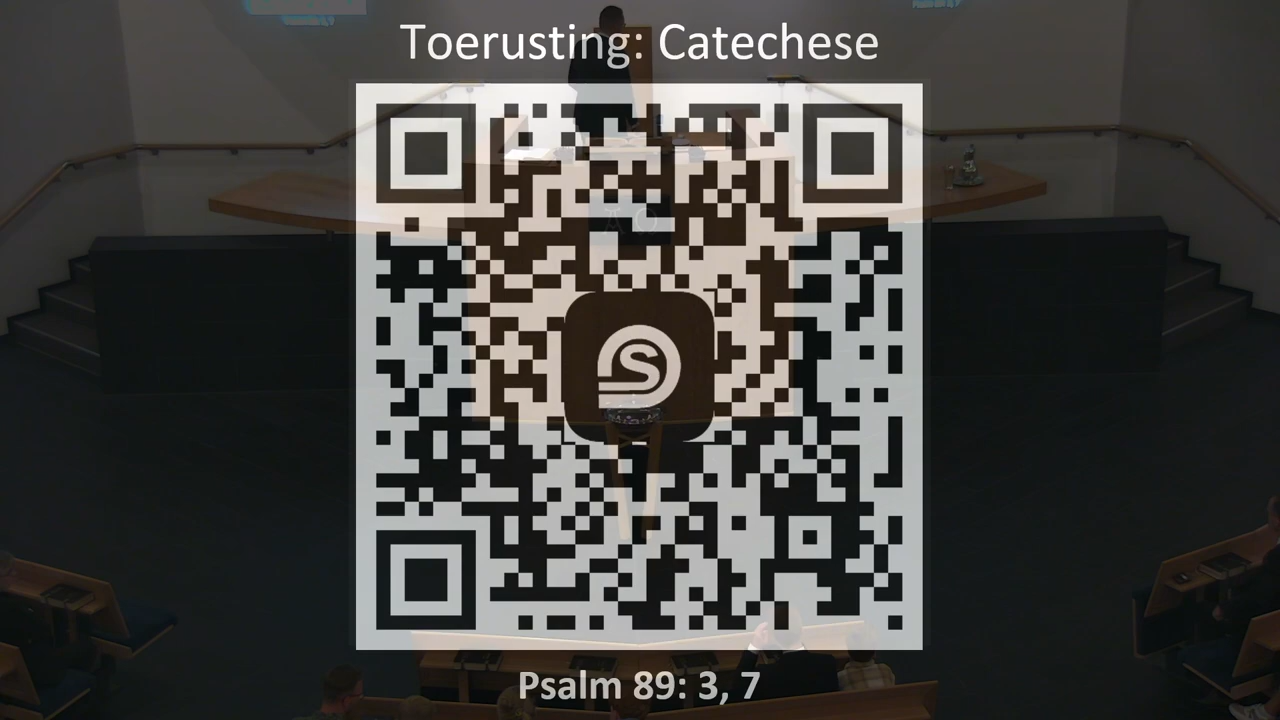 Toerusting: Catechese
Α Ω
S
Psalm 89: 3, 7